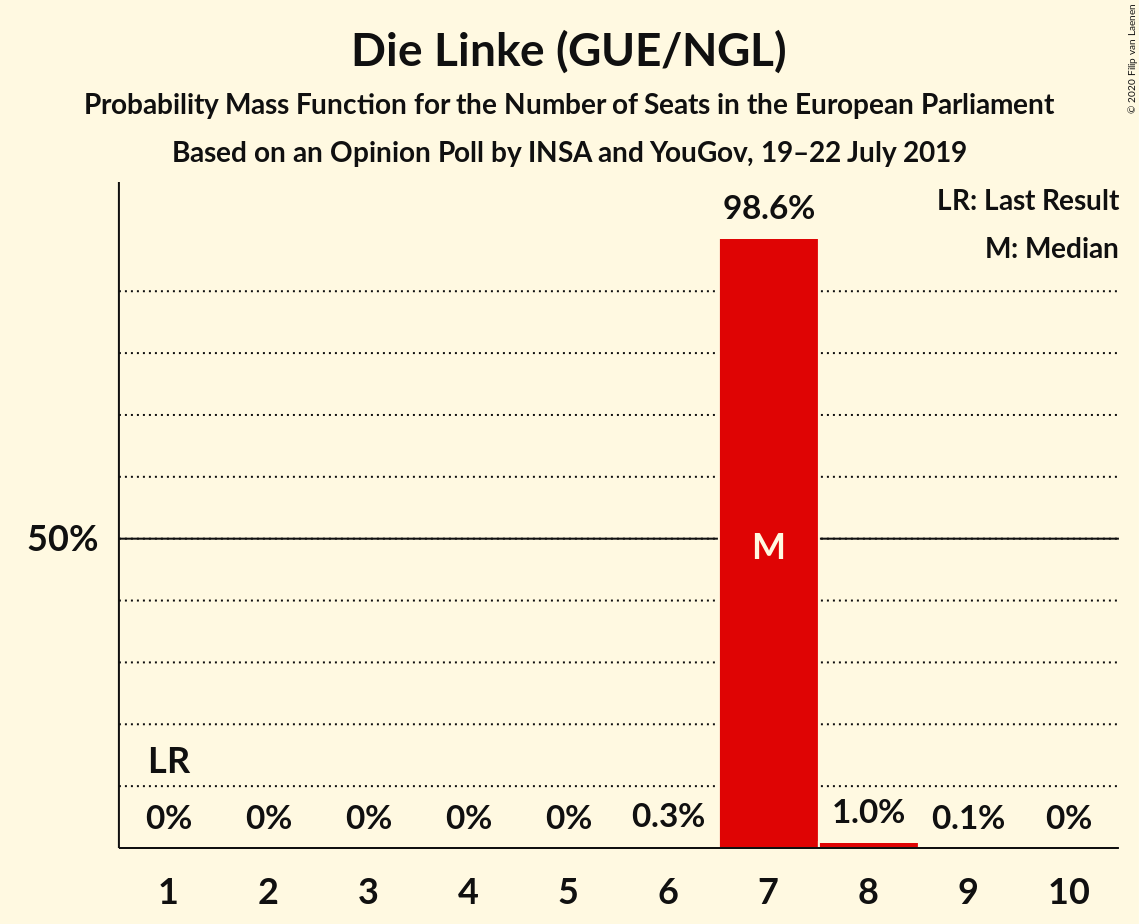 Die Linke (GUE/NGL)
Probability Mass Function for the Number of Seats in the European Parliament
Based on an Opinion Poll by INSA and YouGov, 19–22 July 2019
© 2020 Filip van Laenen
LR: Last Result
M: Median
98.6%
50%
M
LR
0%
0%
0%
0%
0%
0.3%
1.0%
0.1%
0%
1
2
3
4
5
6
7
8
9
10